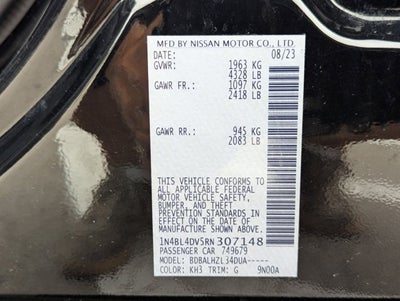 MFD BY NISSAN MOTOR CO., LTD.
DATE: 08/23
GVWR: 1963 KG
4328 LB
GAWR FR.: 1097 KG
2418 LB
GAWR RR.: 945 KG
2083 LB
THIS VEHICLE CONFORMS TO ALL
APPLICABLE FEDERAL
MOTOR VEHICLE SAFETY,
BUMPER, AND THEFT
PREVENTION STANDARDS
IN EFFECT ON THE DATE
OF MANUFACTURE SHOWN ABOVE.
1N4BL4DV5RN307148
PASSENGER CAR 749679
MODEL: BDBALHZL34DUA-----
COLOR: KH3 TRIM: G 9N00A